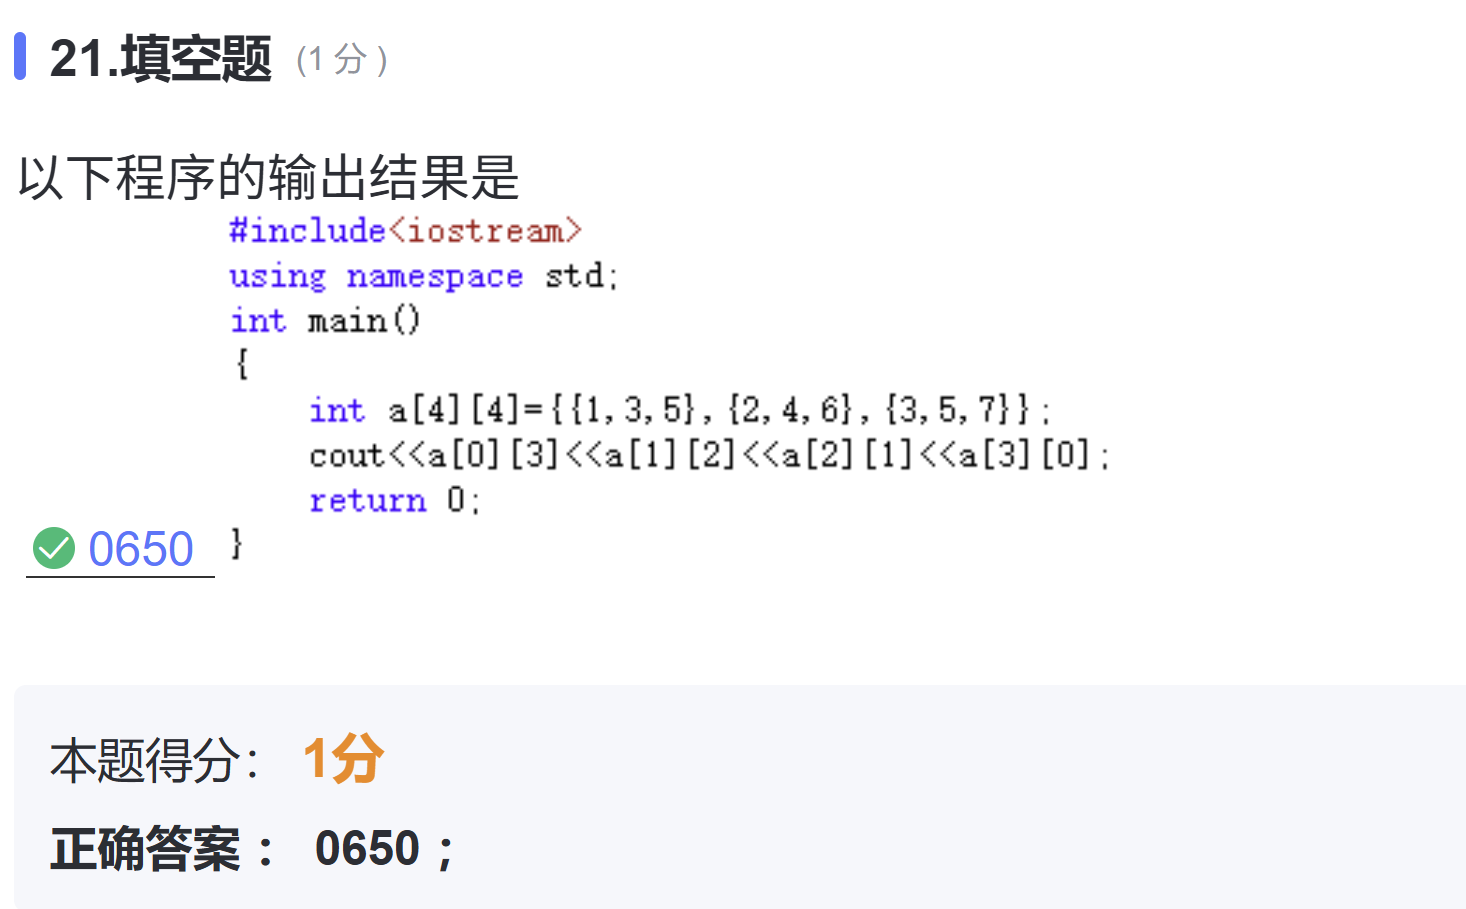 21.填空题 (1 分 )
以下程序的输出结果是
#include<iostream>
using namespace std;
int main()
{
int a[4][4]={{1,3,5},{2,4,6},{3,5,7}};
cout<<a[0][3]<<a[1][2]<<a[2][1]<<a[3][0];
return 0;
}
0650
本题得分： 1分
正确答案 ： 0650 ；